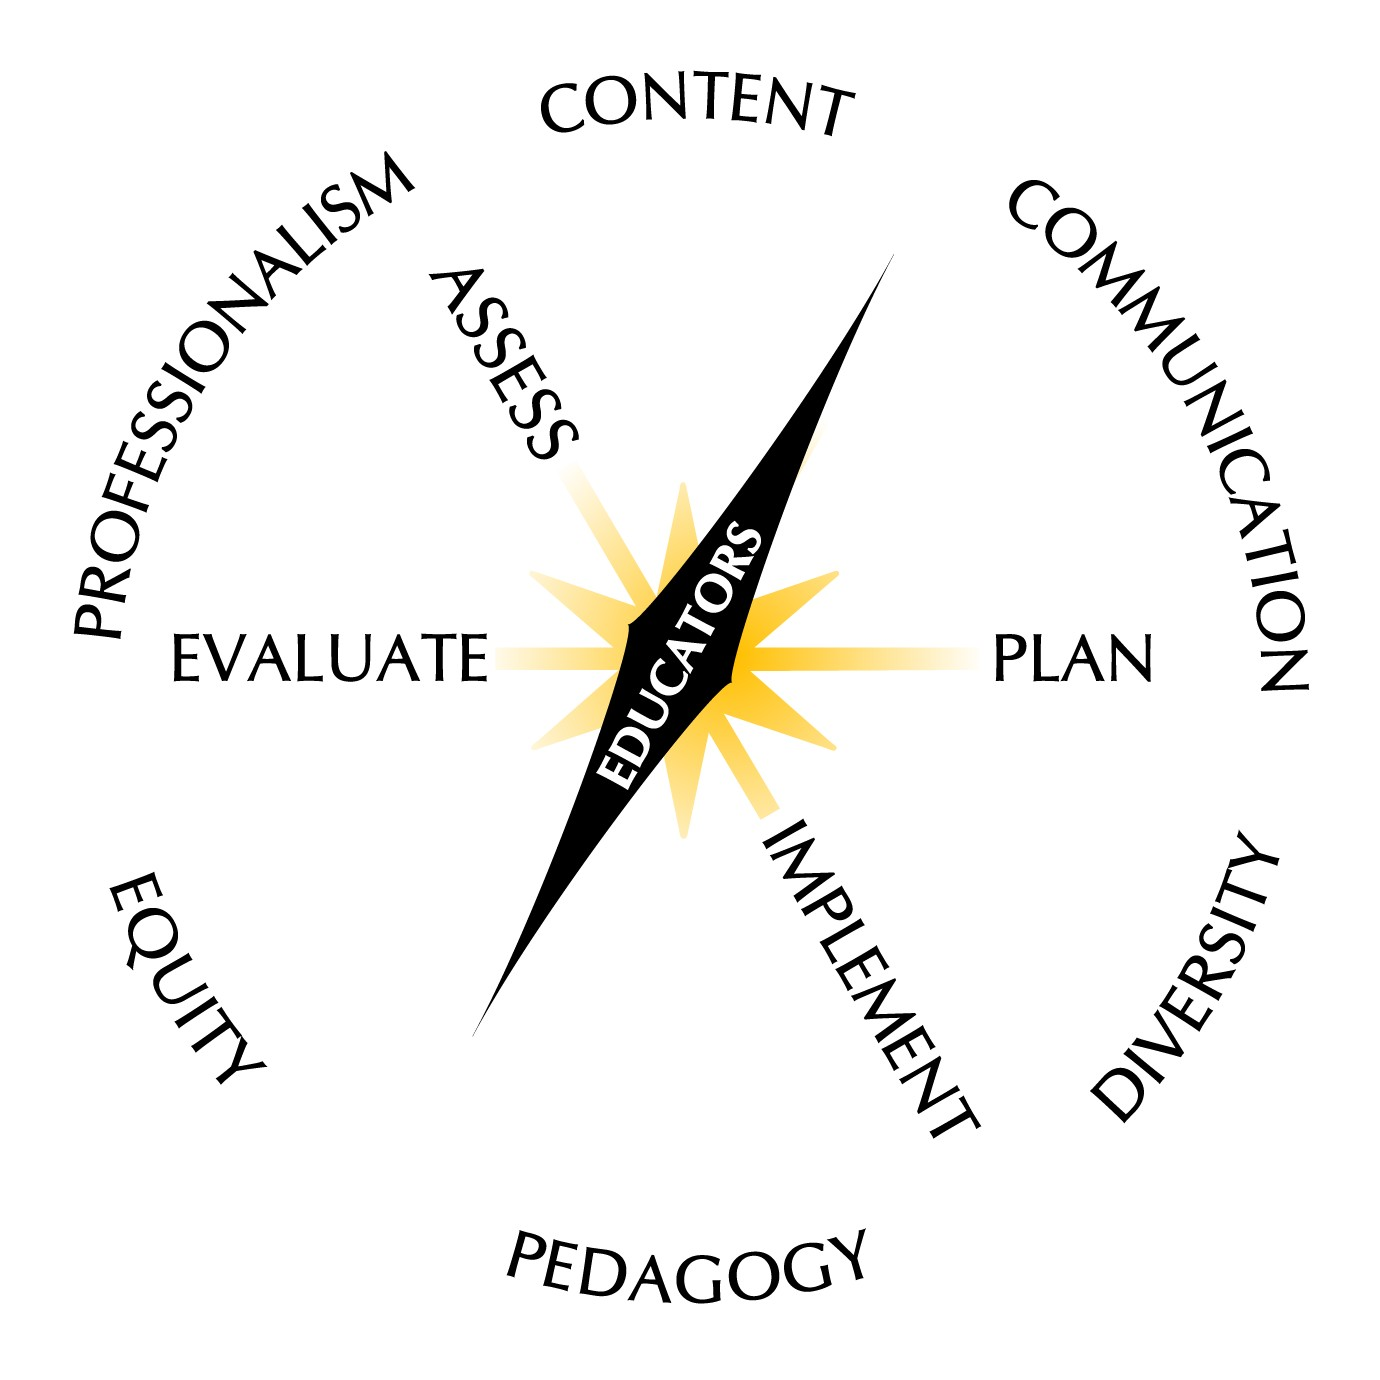 CONTENT
PROFESSIONALISM
COMMUNICATION
ASSESS
EDUCATORS
EVALUATE
PLAN
IMPLEMENT
EQUITY
DIVERSITY
PEDAGOGY